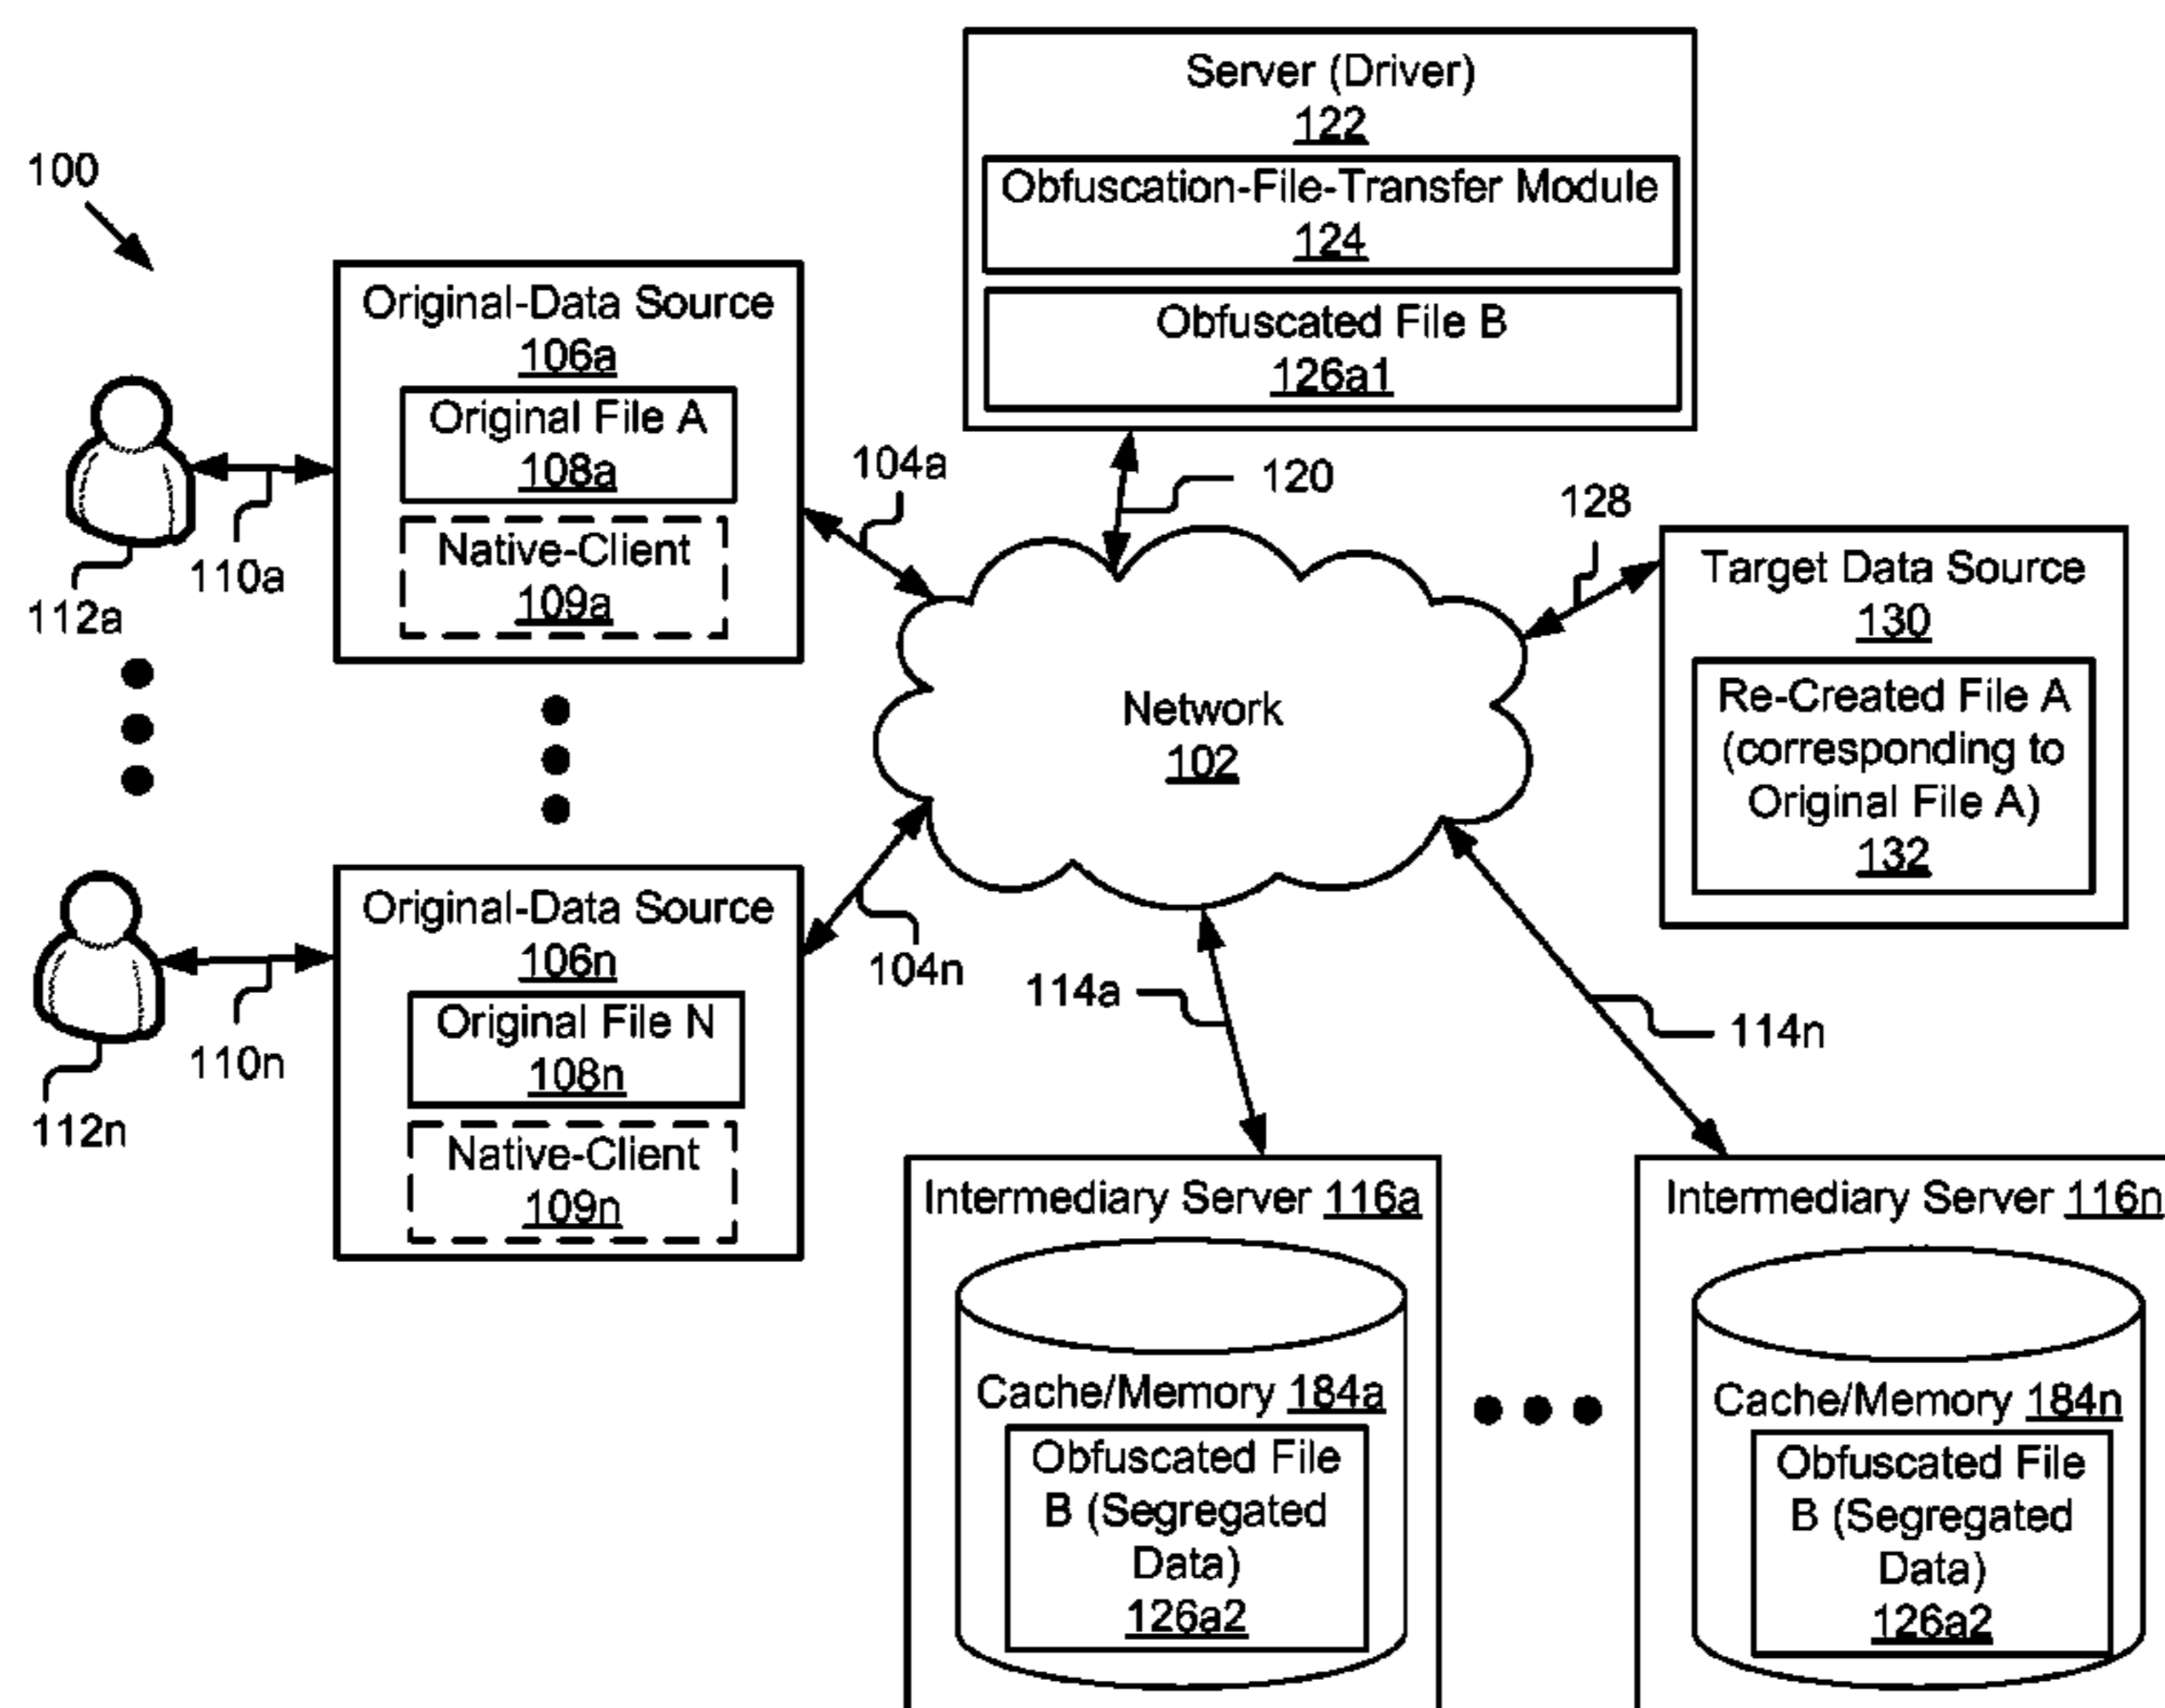 100
Server (Driver)
122
Obfuscation-File-Transfer Module
124
Obfuscated File B
126a1
Original-Data Source
106a
Original File A
108a
Native-Client
109a
110a
112a
104a
120
128
Network
102
Target Data Source
130
Re-Created File A
(corresponding to
Original File A)
132
Original-Data Source
106n
Original File N
108n
Native-Client
109n
110n
112n
104n
114a
114n
Intermediary Server 116a
Cache/Memory 184a
Obfuscated File
B (Segregated
Data)
126a2
Intermediary Server 116n
Cache/Memory 184n
Obfuscated File
B (Segregated
Data)
126a2